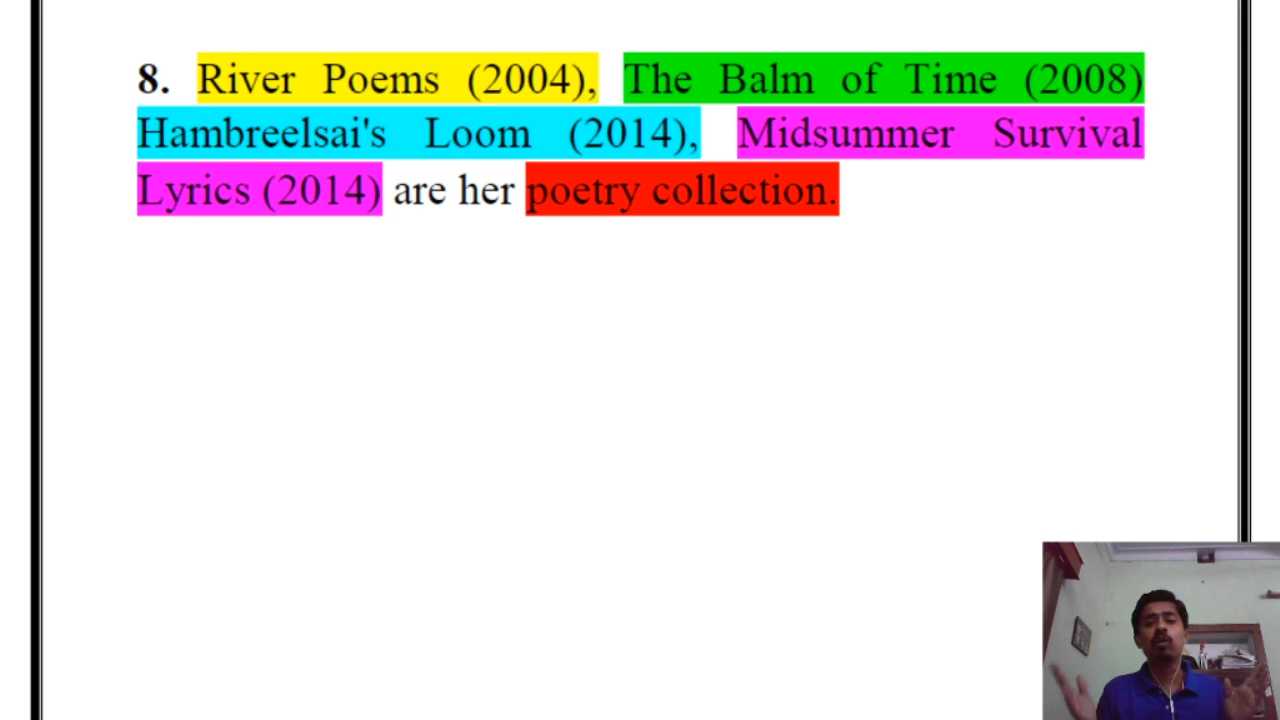 8. River Poems (2004), The Balm of Time (2008)
Hambreelsai's Loom (2014), Midsummer Survival
Lyrics (2014) are her poetry collection.